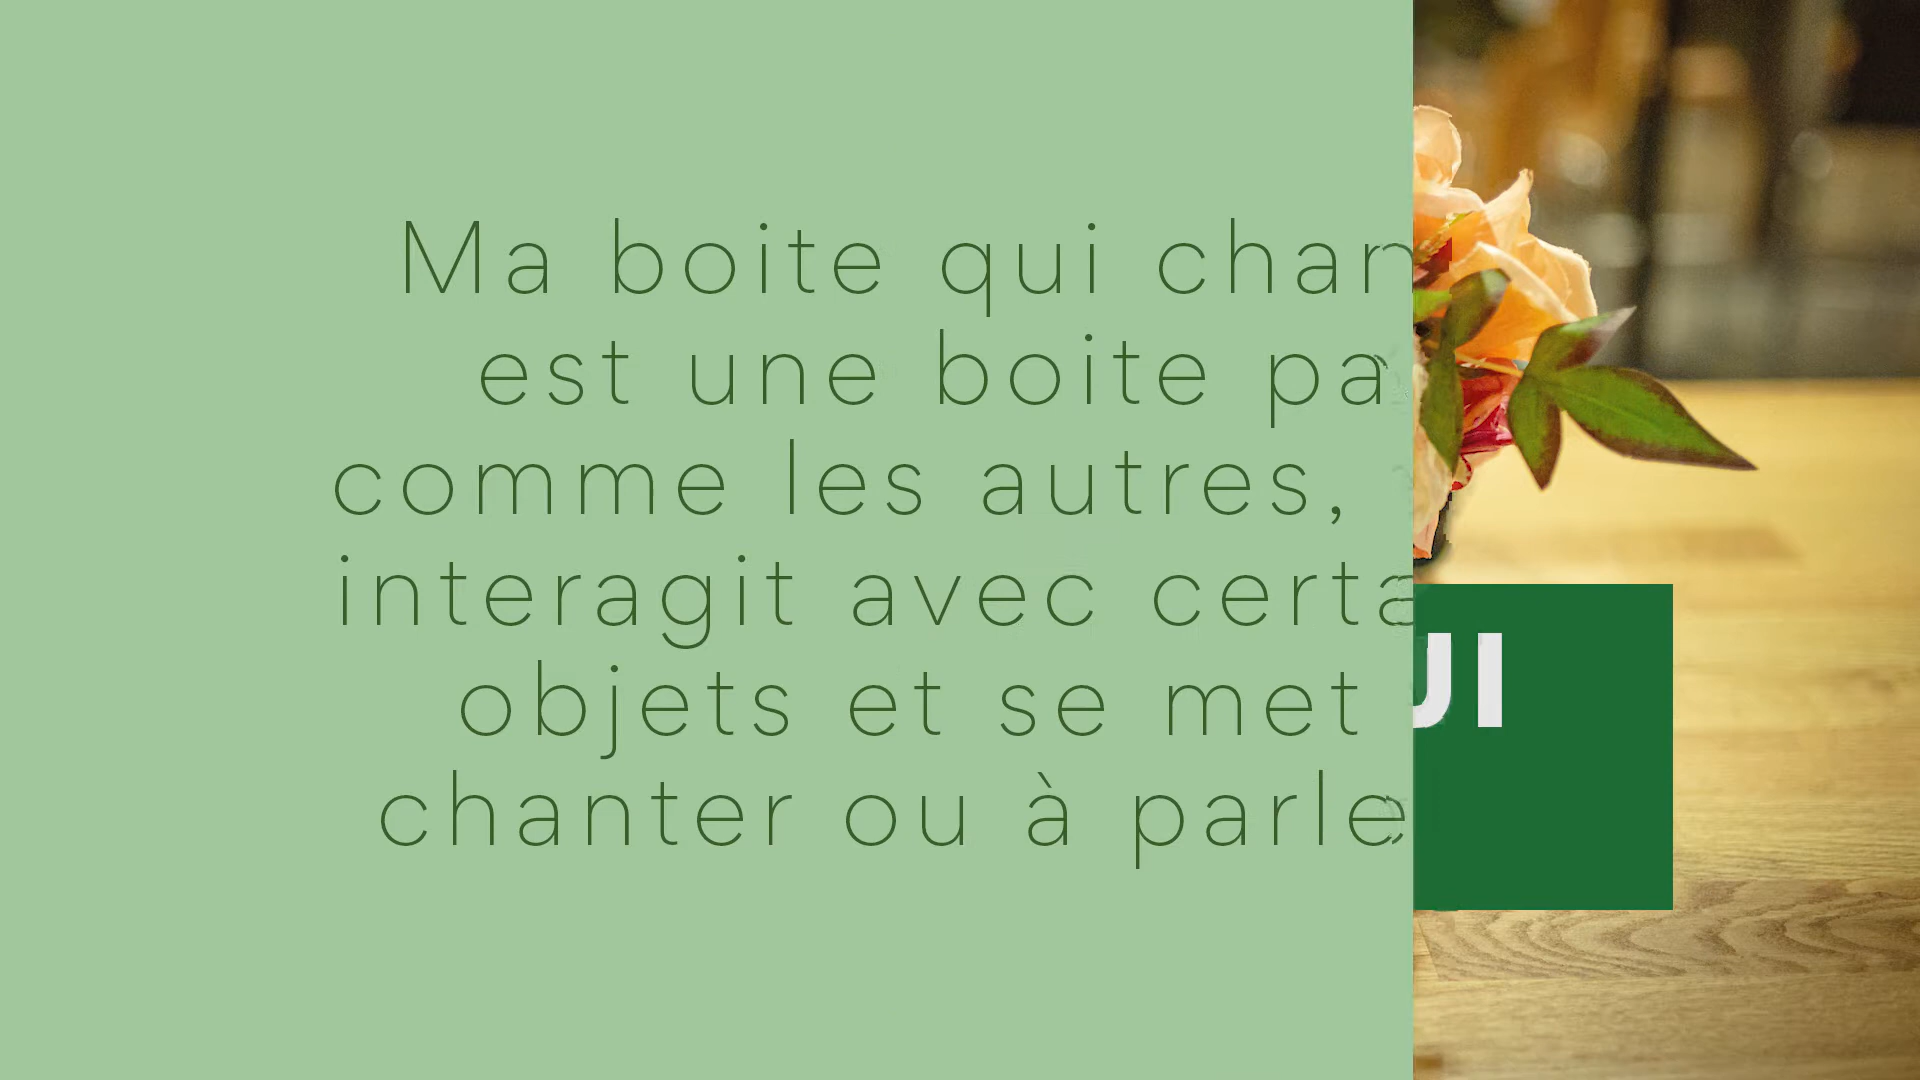 Ma boite qui chan
est une boite pa
comme les autres,
interagit avec certa
objets et se met
chanter ou à parle
UI